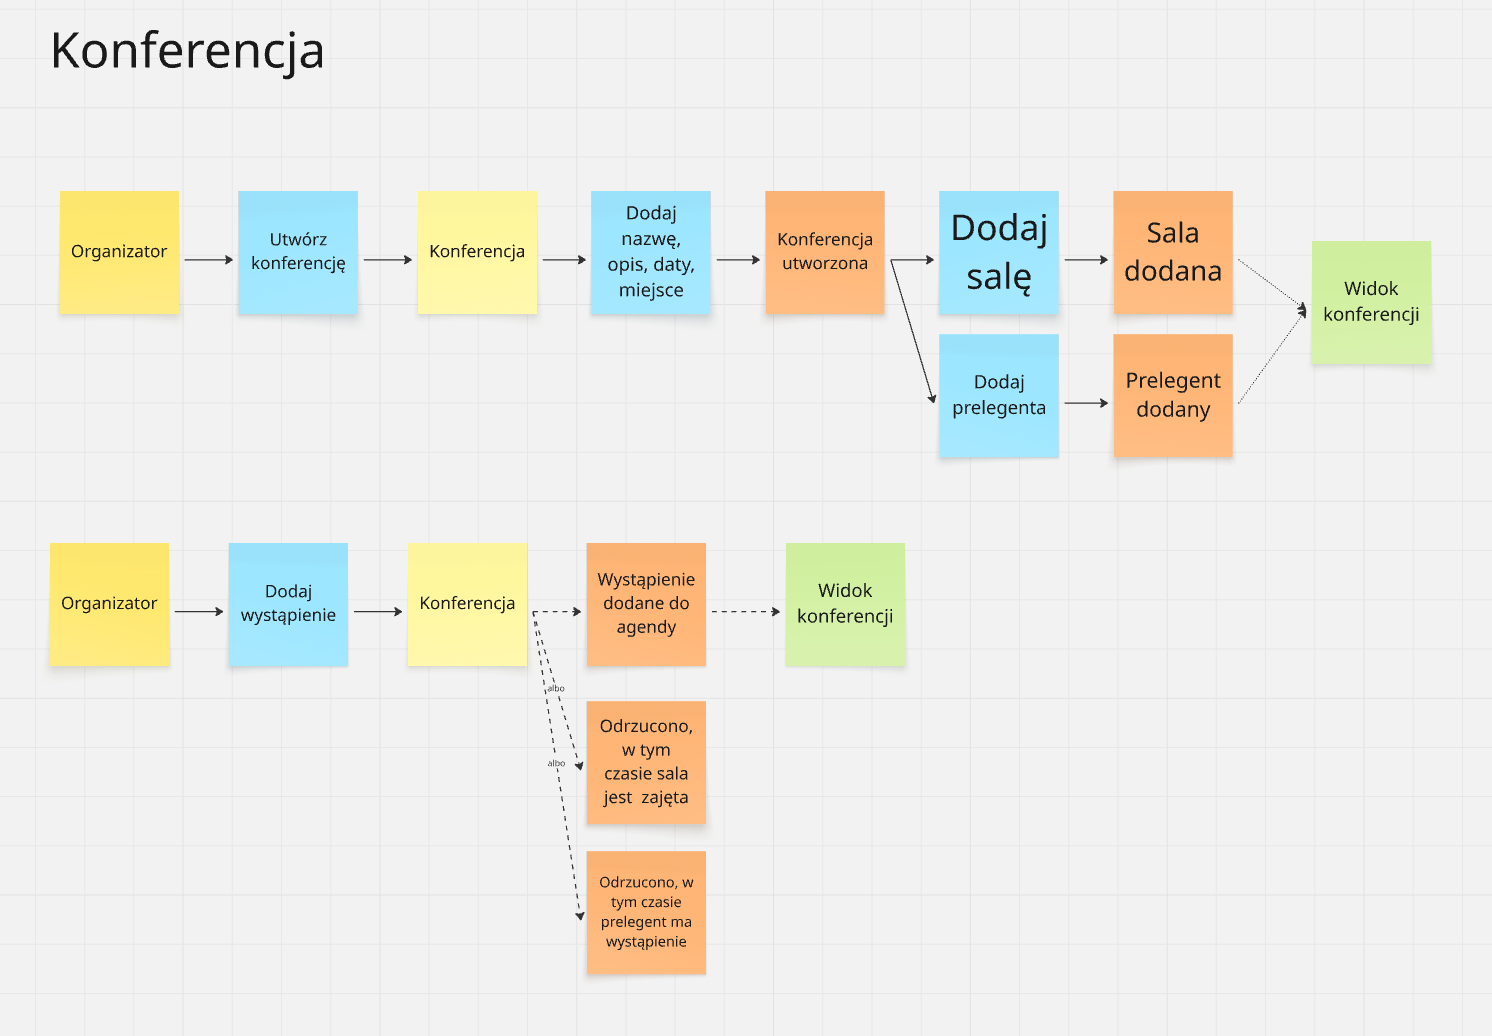 Konferencja
Organizator
Utwórz
konferencję
Konferencja
Dodaj
nazwę,
opis, daty,
miejsce
Konferencja
utworzona
Dodaj
salę
Sala
dodana
Widok
konferencji
Dodaj
prelegenta
Prelegent
dodany
Organizator
Dodaj
wystąpienie
Konferencja
Wystąpienie
dodane do
agendy
Widok
konferencji
albo
Odrzucono,
w tym
czasie sala
jest zajęta
albo
Odrzucono, w
tym czasie
prelegent ma
wystąpienie